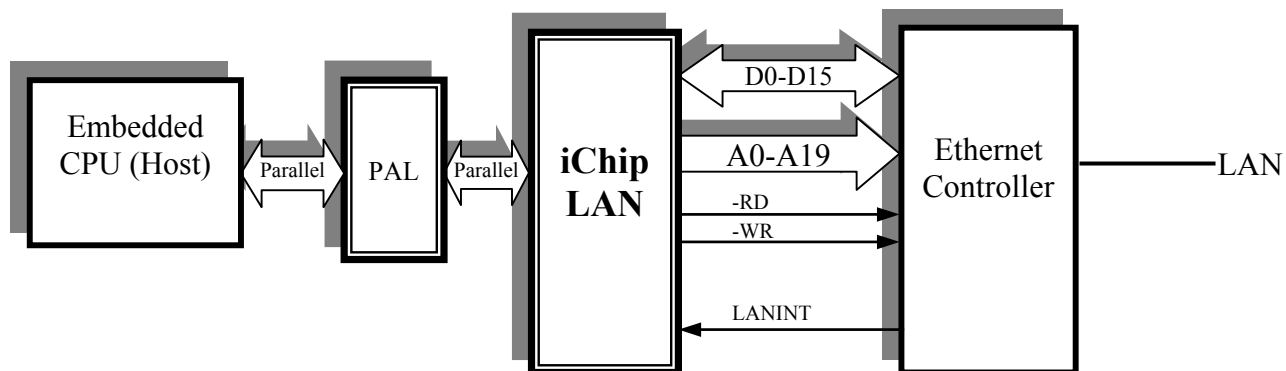 Embedded
CPU (Host)
Parallel
PAL
Parallel
iChip
LAN
D0-D15
A0-A19
-RD
-WR
LANINT
Ethernet
Controller
LAN